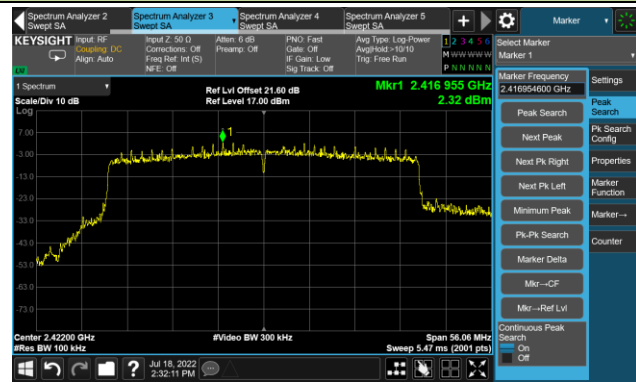 Spectrum Analyzer 2
Swept SA
Spectrum Analyzer 3
Swept SA
Spectrum Analyzer 4
Swept SA
Spectrum Analyzer 5
Swept SA
+
Marker
KEYSIGHT
Input: RF
Coupling: DC
Align: Auto
Input Z: 50 Ω
Corrections: Off
Freq Ref: Int (S)
NFE: Off
Atten: 6 dB
Preamp: Off
PNO: Fast
Gate: Off
IF Gain: Low
Sig Track: Off
Avg Type: Log-Power
Avg|Hold:>10/10
Trig: Free Run
1 2 3 4 5 6
M W W W W W
P N N N N N
Select Marker
Marker 1
1 Spectrum
Scale/Div 10 dB
Log
Ref Lvl Offset 21.60 dB
Ref Level 17.00 dBm
Mkr1 2.416 955 GHz
2.32 dBm
1
7.00
-3.00
-13.0
-23.0
-33.0
-43.0
-53.0
-63.0
-73.0
Center 2.42200 GHz
#Res BW 100 kHz
#Video BW 300 kHz
Span 56.06 MHz
Sweep 5.47 ms (2001 pts)
Marker Frequency
2.416954600 GHz
Peak Search
Next Peak
Next Pk Right
Next Pk Left
Minimum Peak
Pk-Pk Search
Marker Delta
Mkr→CF
Mkr→Ref Lvl
Continuous Peak
Search
On
Off
Settings
Peak
Search
Pk Search
Config
Properties
Marker
Function
Marker→
Counter
?
Jul 18, 2022
2:32:11 PM